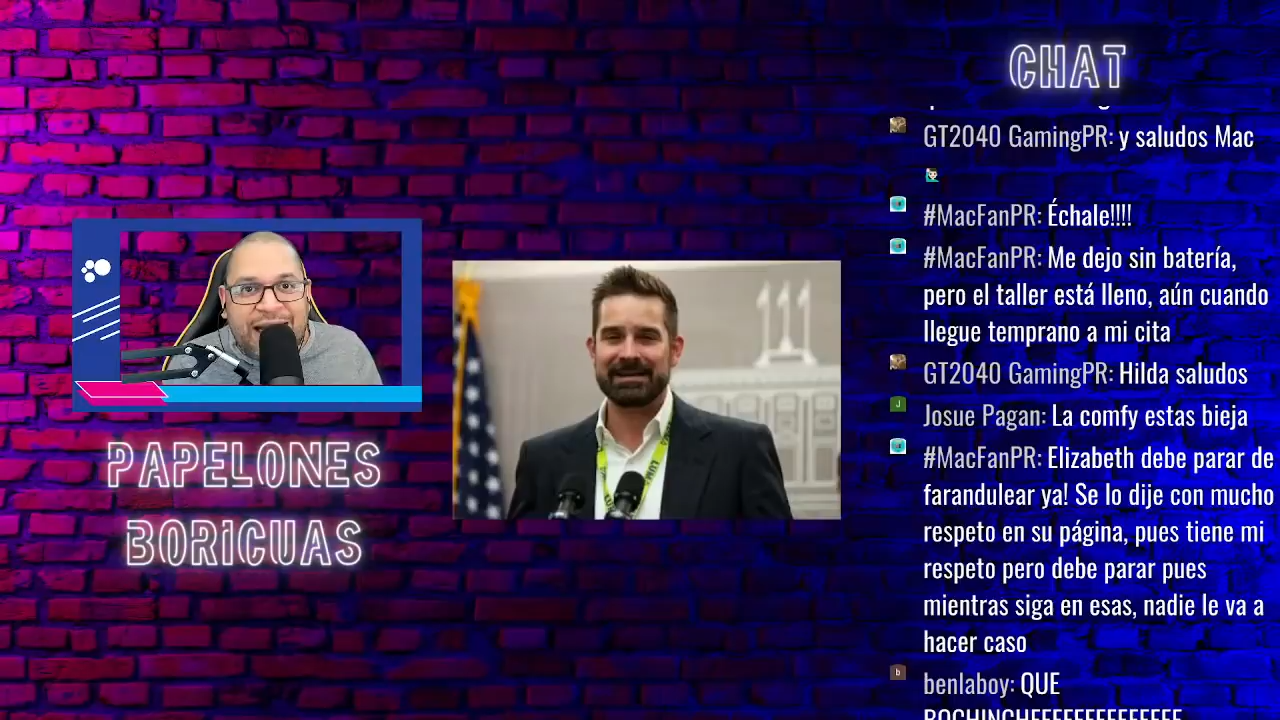 CHAT
GT2040 GamingPR: y saludos Mac
#MacFanPR: Échale!!!!
#MacFanPR: Me dejo sin batería,
pero el taller está lleno, aún cuando
llegue temprano a mi cita
GT2040 GamingPR: Hilda saludos
Josue Pagan: La comfy estas bieja
#MacFanPR: Elizabeth debe parar de
farandulear ya! Se lo dije con mucho
respeto en su página, pues tiene mi
respeto pero debe parar pues
mientras siga en esas, nadie le va a
hacer caso
benlaboy: QUE
PAPELONES
BORICUAS